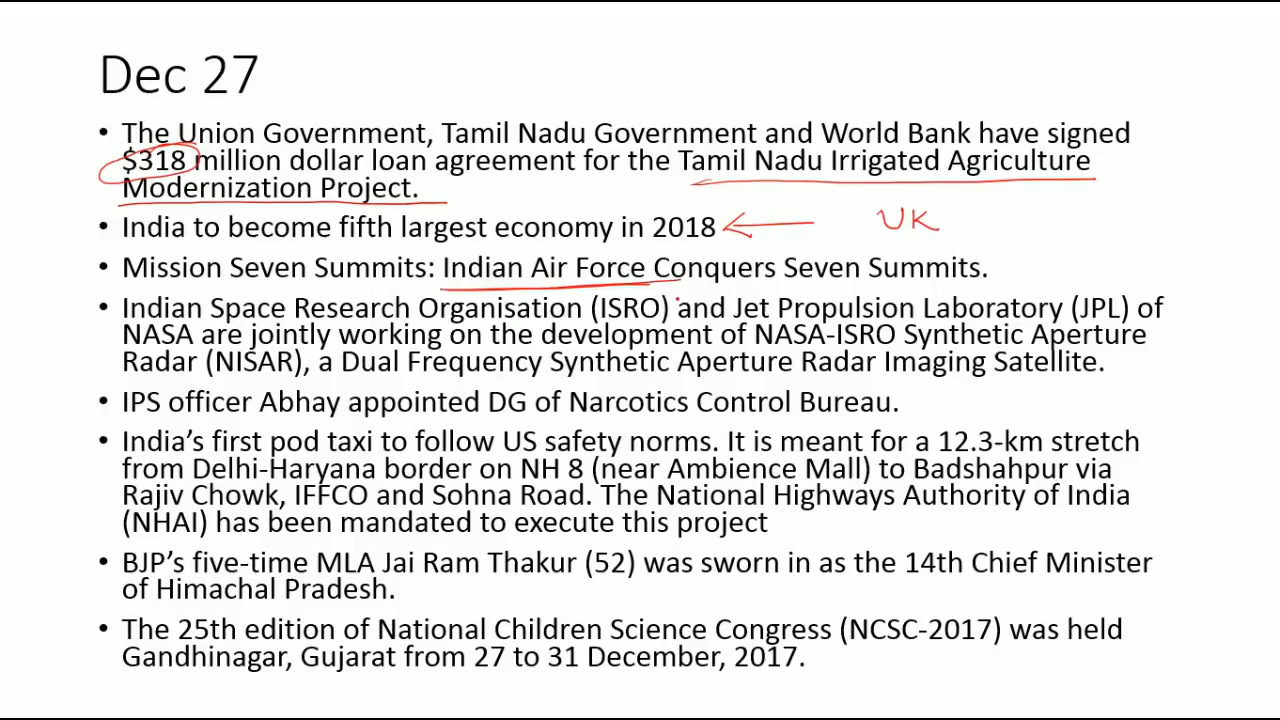 Dec 27
• The Union Government, Tamil Nadu Government and World Bank have signed
$318 million dollar loan agreement for the Tamil Nadu Irrigated Agriculture
Modernization Project.
• India to become fifth largest economy in 2018 UK
• Mission Seven Summits: Indian Air Force Conquers Seven Summits.
• Indian Space Research Organisation (ISRO) and Jet Propulsion Laboratory (JPL) of
NASA are jointly working on the development of NASA-ISRO Synthetic Aperture
Radar (NISAR), a Dual Frequency Synthetic Aperture Radar Imaging Satellite.
• IPS officer Abhay appointed DG of Narcotics Control Bureau.
• India’s first pod taxi to follow US safety norms. It is meant for a 12.3-km stretch
from Delhi-Haryana border on NH 8 (near Ambience Mall) to Badshahpur via
Rajiv Chowk, IFFCO and Sohna Road. The National Highways Authority of India
(NHAI) has been mandated to execute this project
• BJP’s five-time MLA Jai Ram Thakur (52) was sworn in as the 14th Chief Minister
of Himachal Pradesh.
• The 25th edition of National Children Science Congress (NCSC-2017) was held
Gandhinagar, Gujarat from 27 to 31 December, 2017.